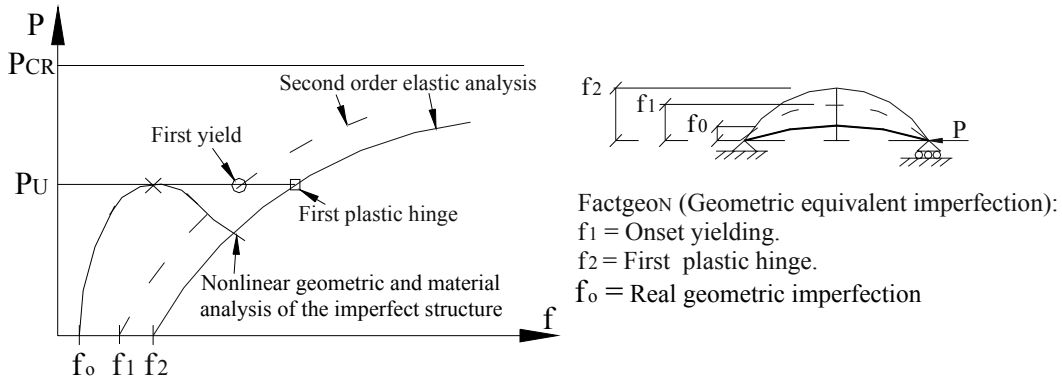 P
PCR
Second order elastic analysis
First yield
PU
First plastic hinge
Nonlinear geometric and material
analysis of the imperfect structure
f
fo
f1
f2
f2
f1
f0
P
FactgeoN (Geometric equivalent imperfection):
f1 = Onset yielding.
f2 = First plastic hinge.
fo = Real geometric imperfection